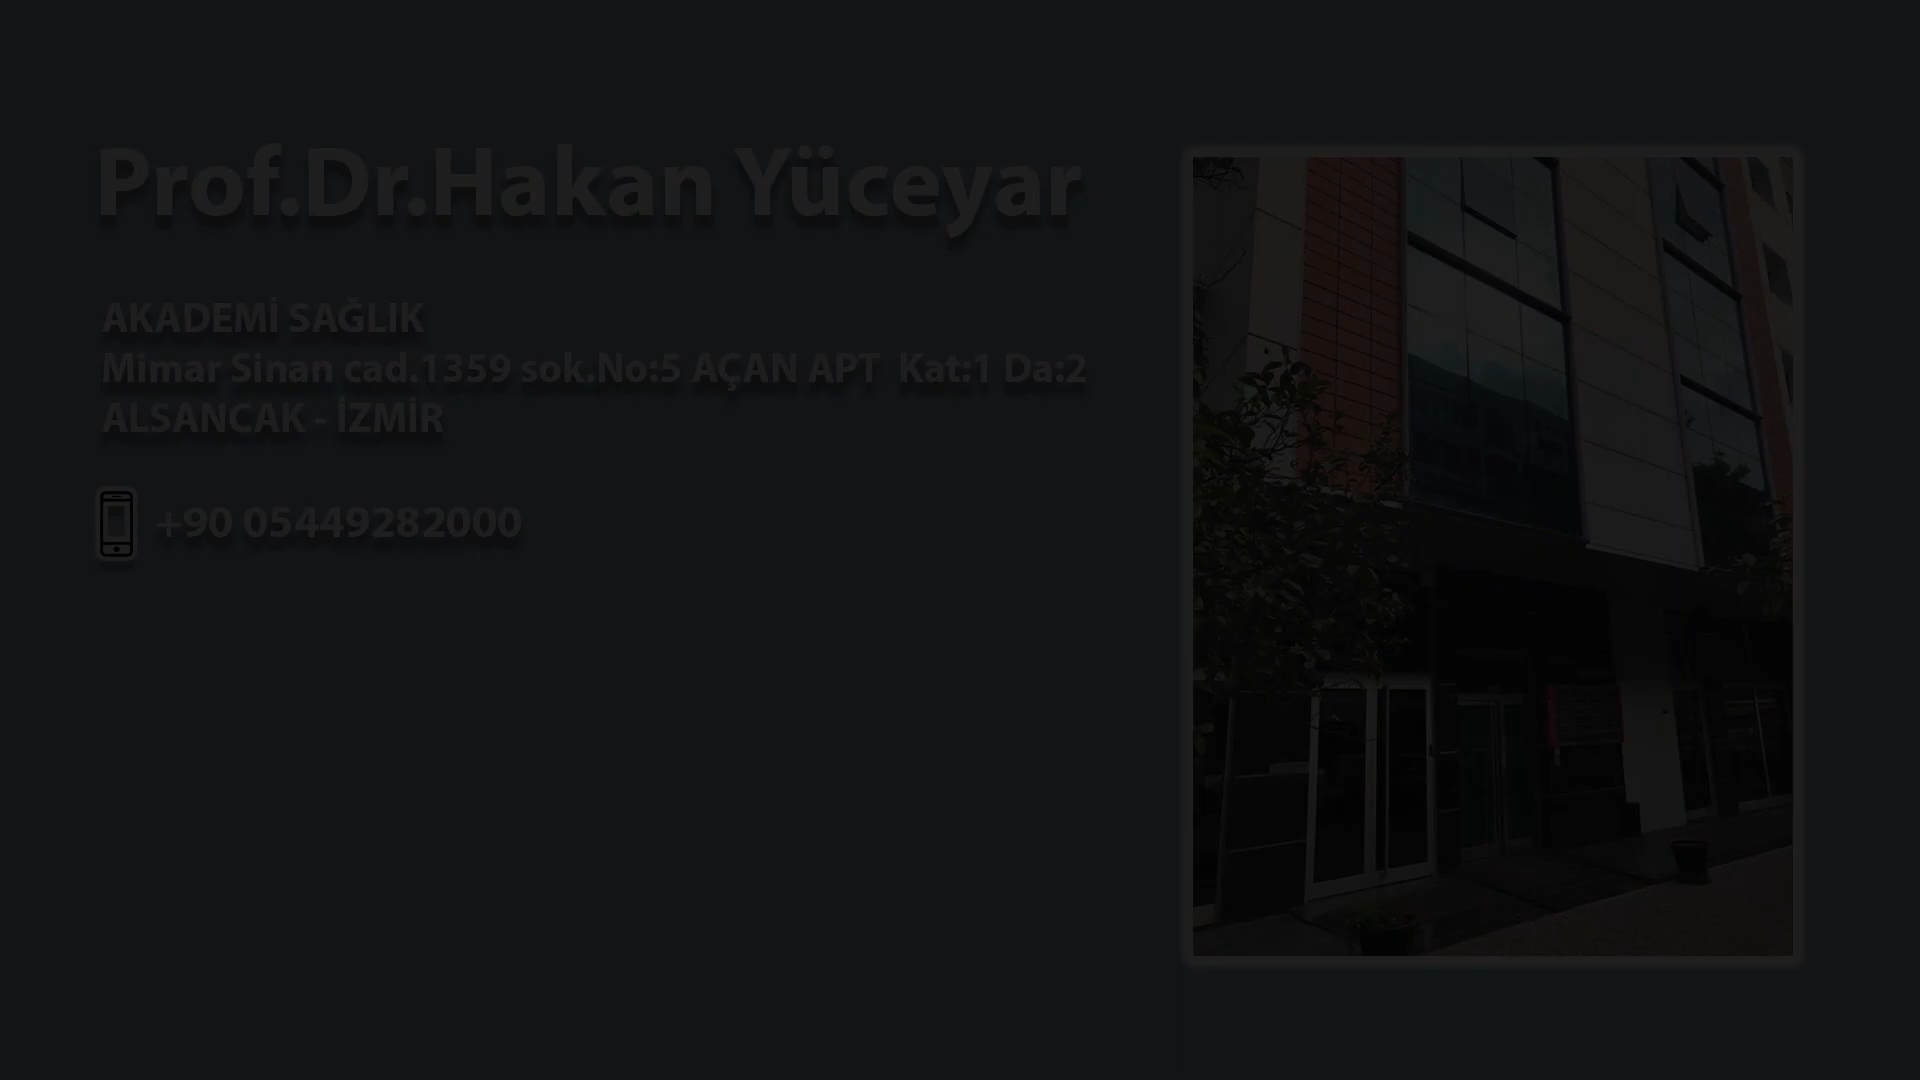 Prof.Dr.Hakan Yüceyar
AKADEMİ SAĞLIK
Mimar Sinan cad.1359 sok.No:5 AÇAN APT  Kat:1 Da:2
ALSANCAK - İZMİR
+90 05449282000